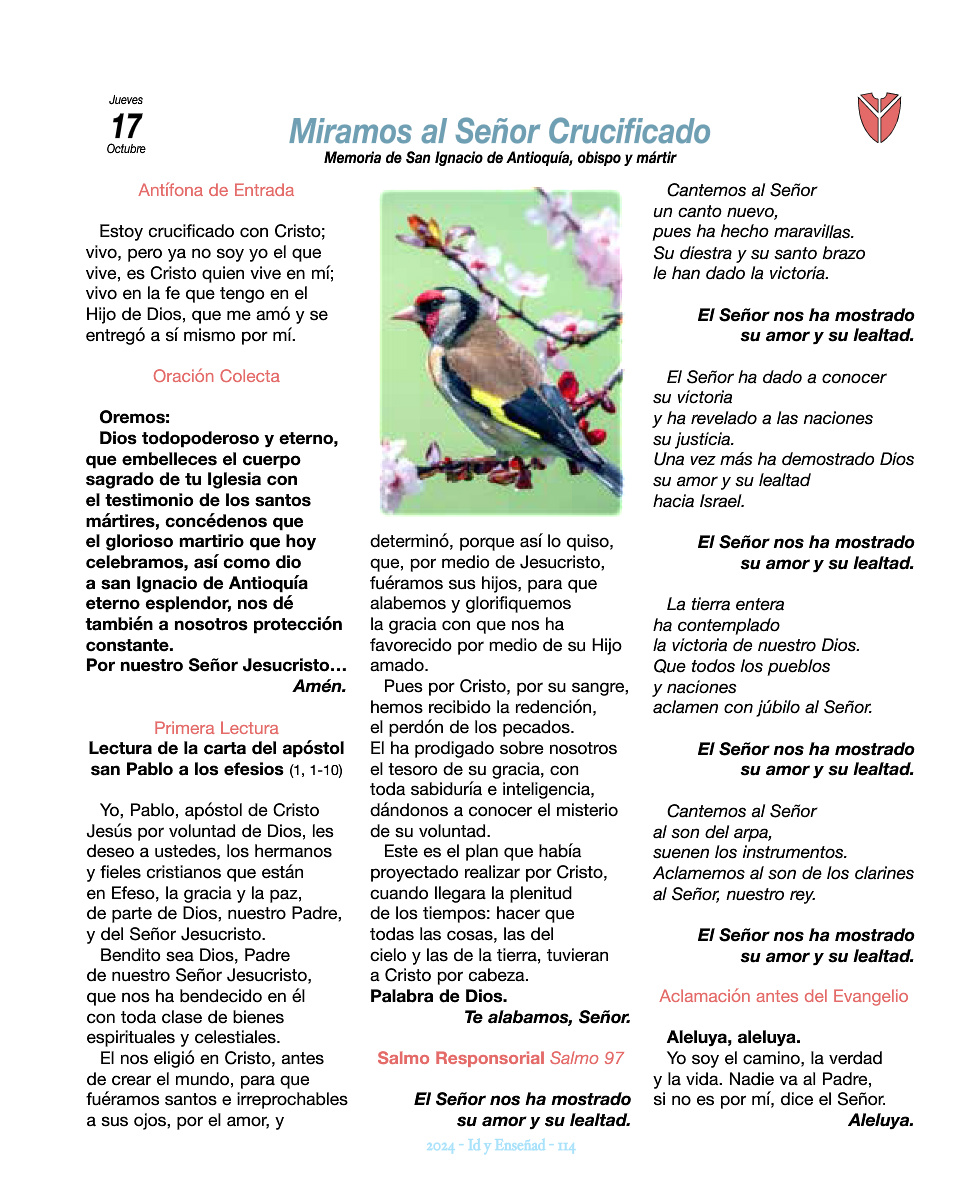 Jueves
17
Octubre
Miramos al Señor Crucificado
Memoria de San Ignacio de Antioquía, obispo y mártir
Antífona de Entrada
Estoy crucificado con Cristo;
vivo, pero ya no soy yo el que
vive, es Cristo quien vive en mí;
vivo en la fe que tengo en el
Hijo de Dios, que me amó y se
entregó a sí mismo por mí.
Oración Colecta
Oremos:
Dios todopoderoso y eterno,
que embelleces el cuerpo
sagrado de tu Iglesia con
el testimonio de los santos
mártires, concédenos que
el glorioso martirio que hoy
celebramos, así como dio
a san Ignacio de Antioquía
eterno esplendor, nos dé
también a nosotros protección
constante.
Por nuestro Señor Jesucristo…
Amén.
Primera Lectura
Lectura de la carta del apóstol
san Pablo a los efesios (1, 1-10)
Yo, Pablo, apóstol de Cristo
Jesús por voluntad de Dios, les
deseo a ustedes, los hermanos
y fieles cristianos que están
en Efeso, la gracia y la paz,
de parte de Dios, nuestro Padre,
y del Señor Jesucristo.
Bendito sea Dios, Padre
de nuestro Señor Jesucristo,
que nos ha bendecido en él
con toda clase de bienes
espirituales y celestiales.
El nos eligió en Cristo, antes
de crear el mundo, para que
fuéramos santos e irreprochables
a sus ojos, por el amor, y
determinó, porque así lo quiso,
que, por medio de Jesucristo,
fuéramos sus hijos, para que
alabemos y glorifiquemos
la gracia con que nos ha
favorecido por medio de su Hijo
amado.
Pues por Cristo, por su sangre,
hemos recibido la redención,
el perdón de los pecados.
El ha prodigado sobre nosotros
el tesoro de su gracia, con
toda sabiduría e inteligencia,
dándonos a conocer el misterio
de su voluntad.
Este es el plan que había
proyectado realizar por Cristo,
cuando llegara la plenitud
de los tiempos: hacer que
todas las cosas, las del
cielo y las de la tierra, tuvieran
a Cristo por cabeza.
Palabra de Dios.
Te alabamos, Señor.
Salmo Responsorial Salmo 97
El Señor nos ha mostrado
su amor y su lealtad.
Cantemos al Señor
un canto nuevo,
pues ha hecho maravillas.
Su diestra y su santo brazo
le han dado la victoria.
El Señor nos ha mostrado
su amor y su lealtad.
El Señor ha dado a conocer
su victoria
y ha revelado a las naciones
su justicia.
Una vez más ha demostrado Dios
su amor y su lealtad
hacia Israel.
El Señor nos ha mostrado
su amor y su lealtad.
La tierra entera
ha contemplado
la victoria de nuestro Dios.
Que todos los pueblos
y naciones
aclamen con júbilo al Señor.
El Señor nos ha mostrado
su amor y su lealtad.
Cantemos al Señor
al son del arpa,
suenen los instrumentos.
Aclamemos al son de los clarines
al Señor, nuestro rey.
El Señor nos ha mostrado
su amor y su lealtad.
Aclamación antes del Evangelio
Aleluya, aleluya.
Yo soy el camino, la verdad
y la vida. Nadie va al Padre,
si no es por mí, dice el Señor.
Aleluya.
2024 - Id y Enseñad - 114